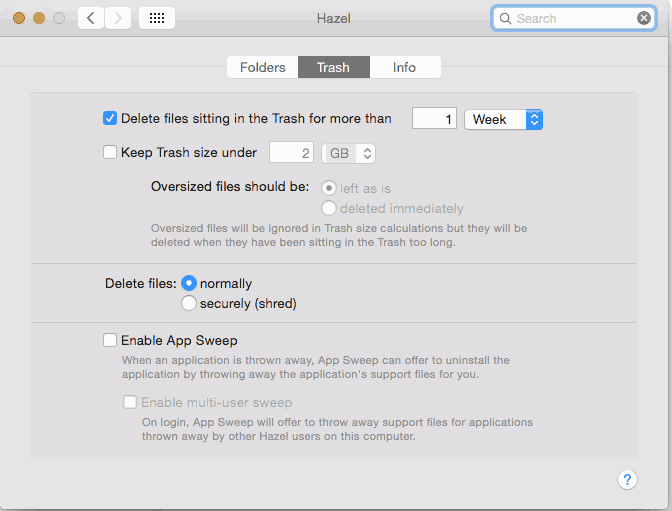 Hazel
Search
Folders
Trash
Info
Delete files sitting in the Trash for more than 1 Week
Keep Trash size under 2 GB
Oversized files should be: left as is
deleted immediately
Oversized files will be ignored in Trash size calculations but they will be
deleted when they have been sitting in the Trash too long.
Delete files: normally
securely (shred)
Enable App Sweep
When an application is thrown away, App Sweep can offer to uninstall the
application by throwing away the application's support files for you.
Enable multi-user sweep
On login, App Sweep will offer to throw away support files for applications
thrown away by other Hazel users on this computer.
?